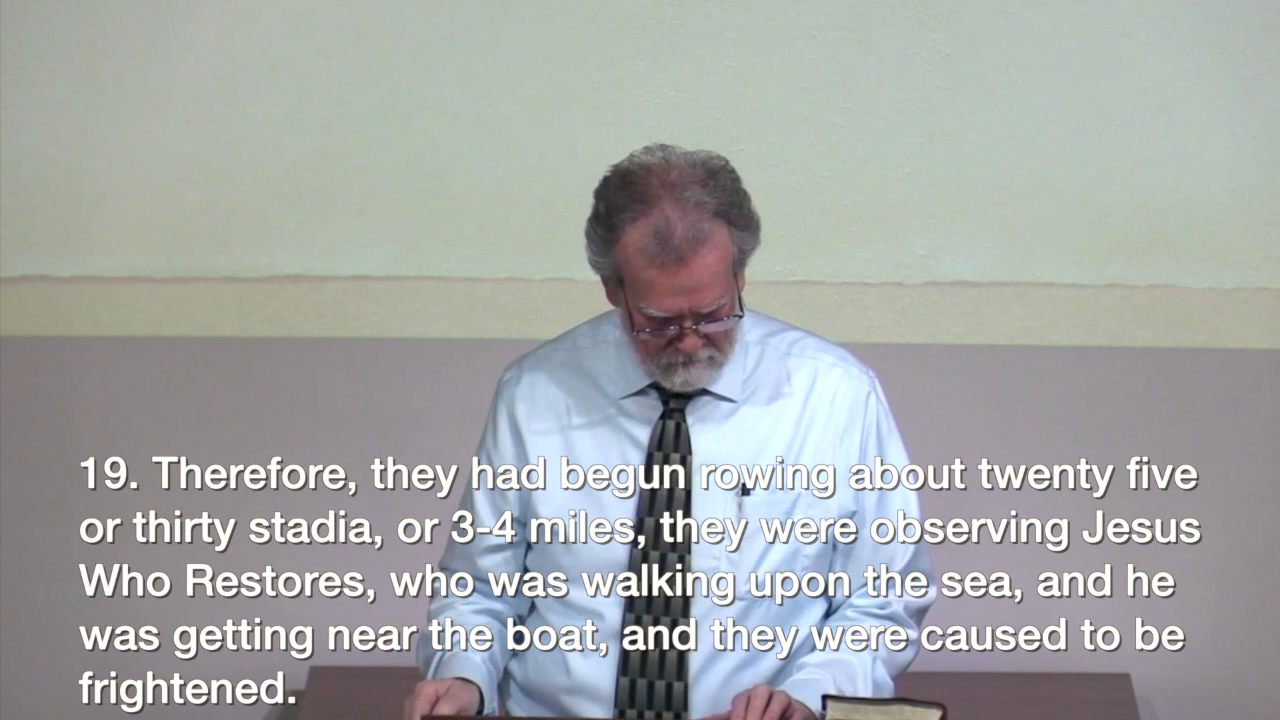 19. Therefore, they had begun rowing about twenty five
or thirty stadia, or 3-4 miles, they were observing Jesus
Who Restores, who was walking upon the sea, and he
was getting near the boat, and they were caused to be
frightened.